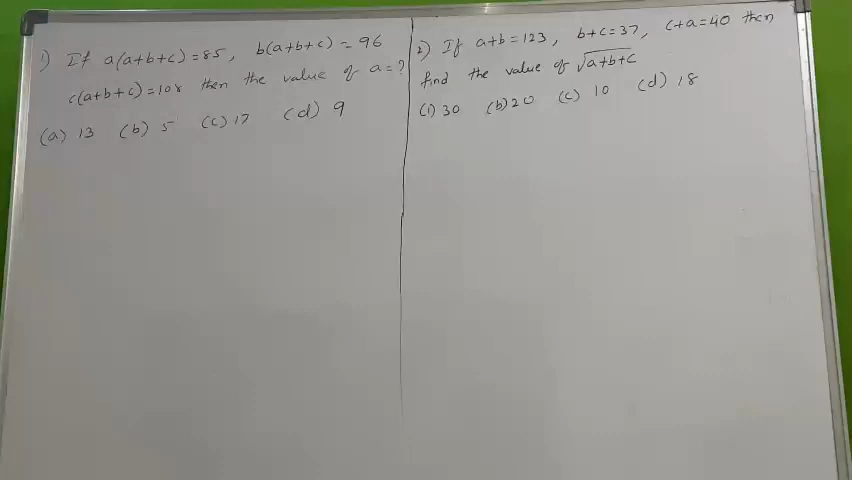 1) If a(a+b+c)=85, b(a+b+c)=96
c(a+b+c)=108 then the value of a=?
(a) 13 (b) 5 (c) 17 (d) 9
2) If a+b=123, b+c=37, c+a=40 then
find the value of √a+b+c
(1) 30 (b) 20 (c) 10 (d) 18